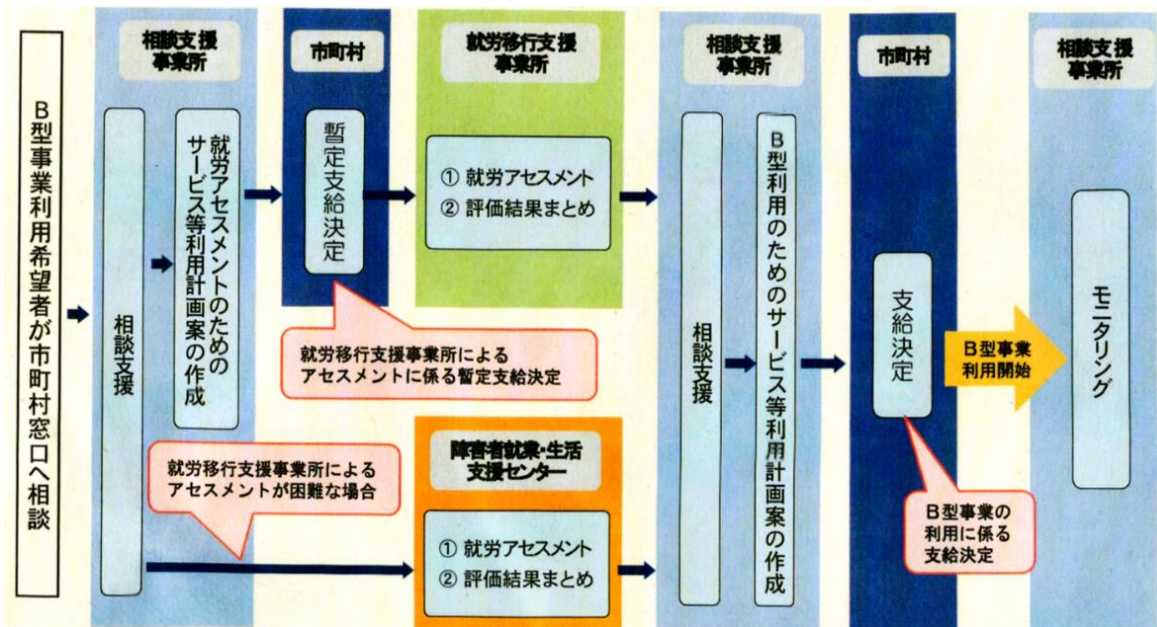 B型事業利用希望者が市町村窓口へ相談
相談支援
事業所
相談支援
就労アセスメントのための
サービス等利用計画案の作成
市町村
暫定支給決定
就労移行支援事業所による
アセスメントに係る暫定支給決定
就労移行支援
事業所
① 就労アセスメント
② 評価結果まとめ
就労移行支援事業所による
アセスメントが困難な場合
障害者就業・生活
支援センター
① 就労アセスメント
② 評価結果まとめ
相談支援
事業所
相談支援
B型利用のためのサービス等利用計画案の作成
市町村
支給決定
B型事業の
利用に係る
支給決定
B型事業
利用開始
相談支援
事業所
モニタリング